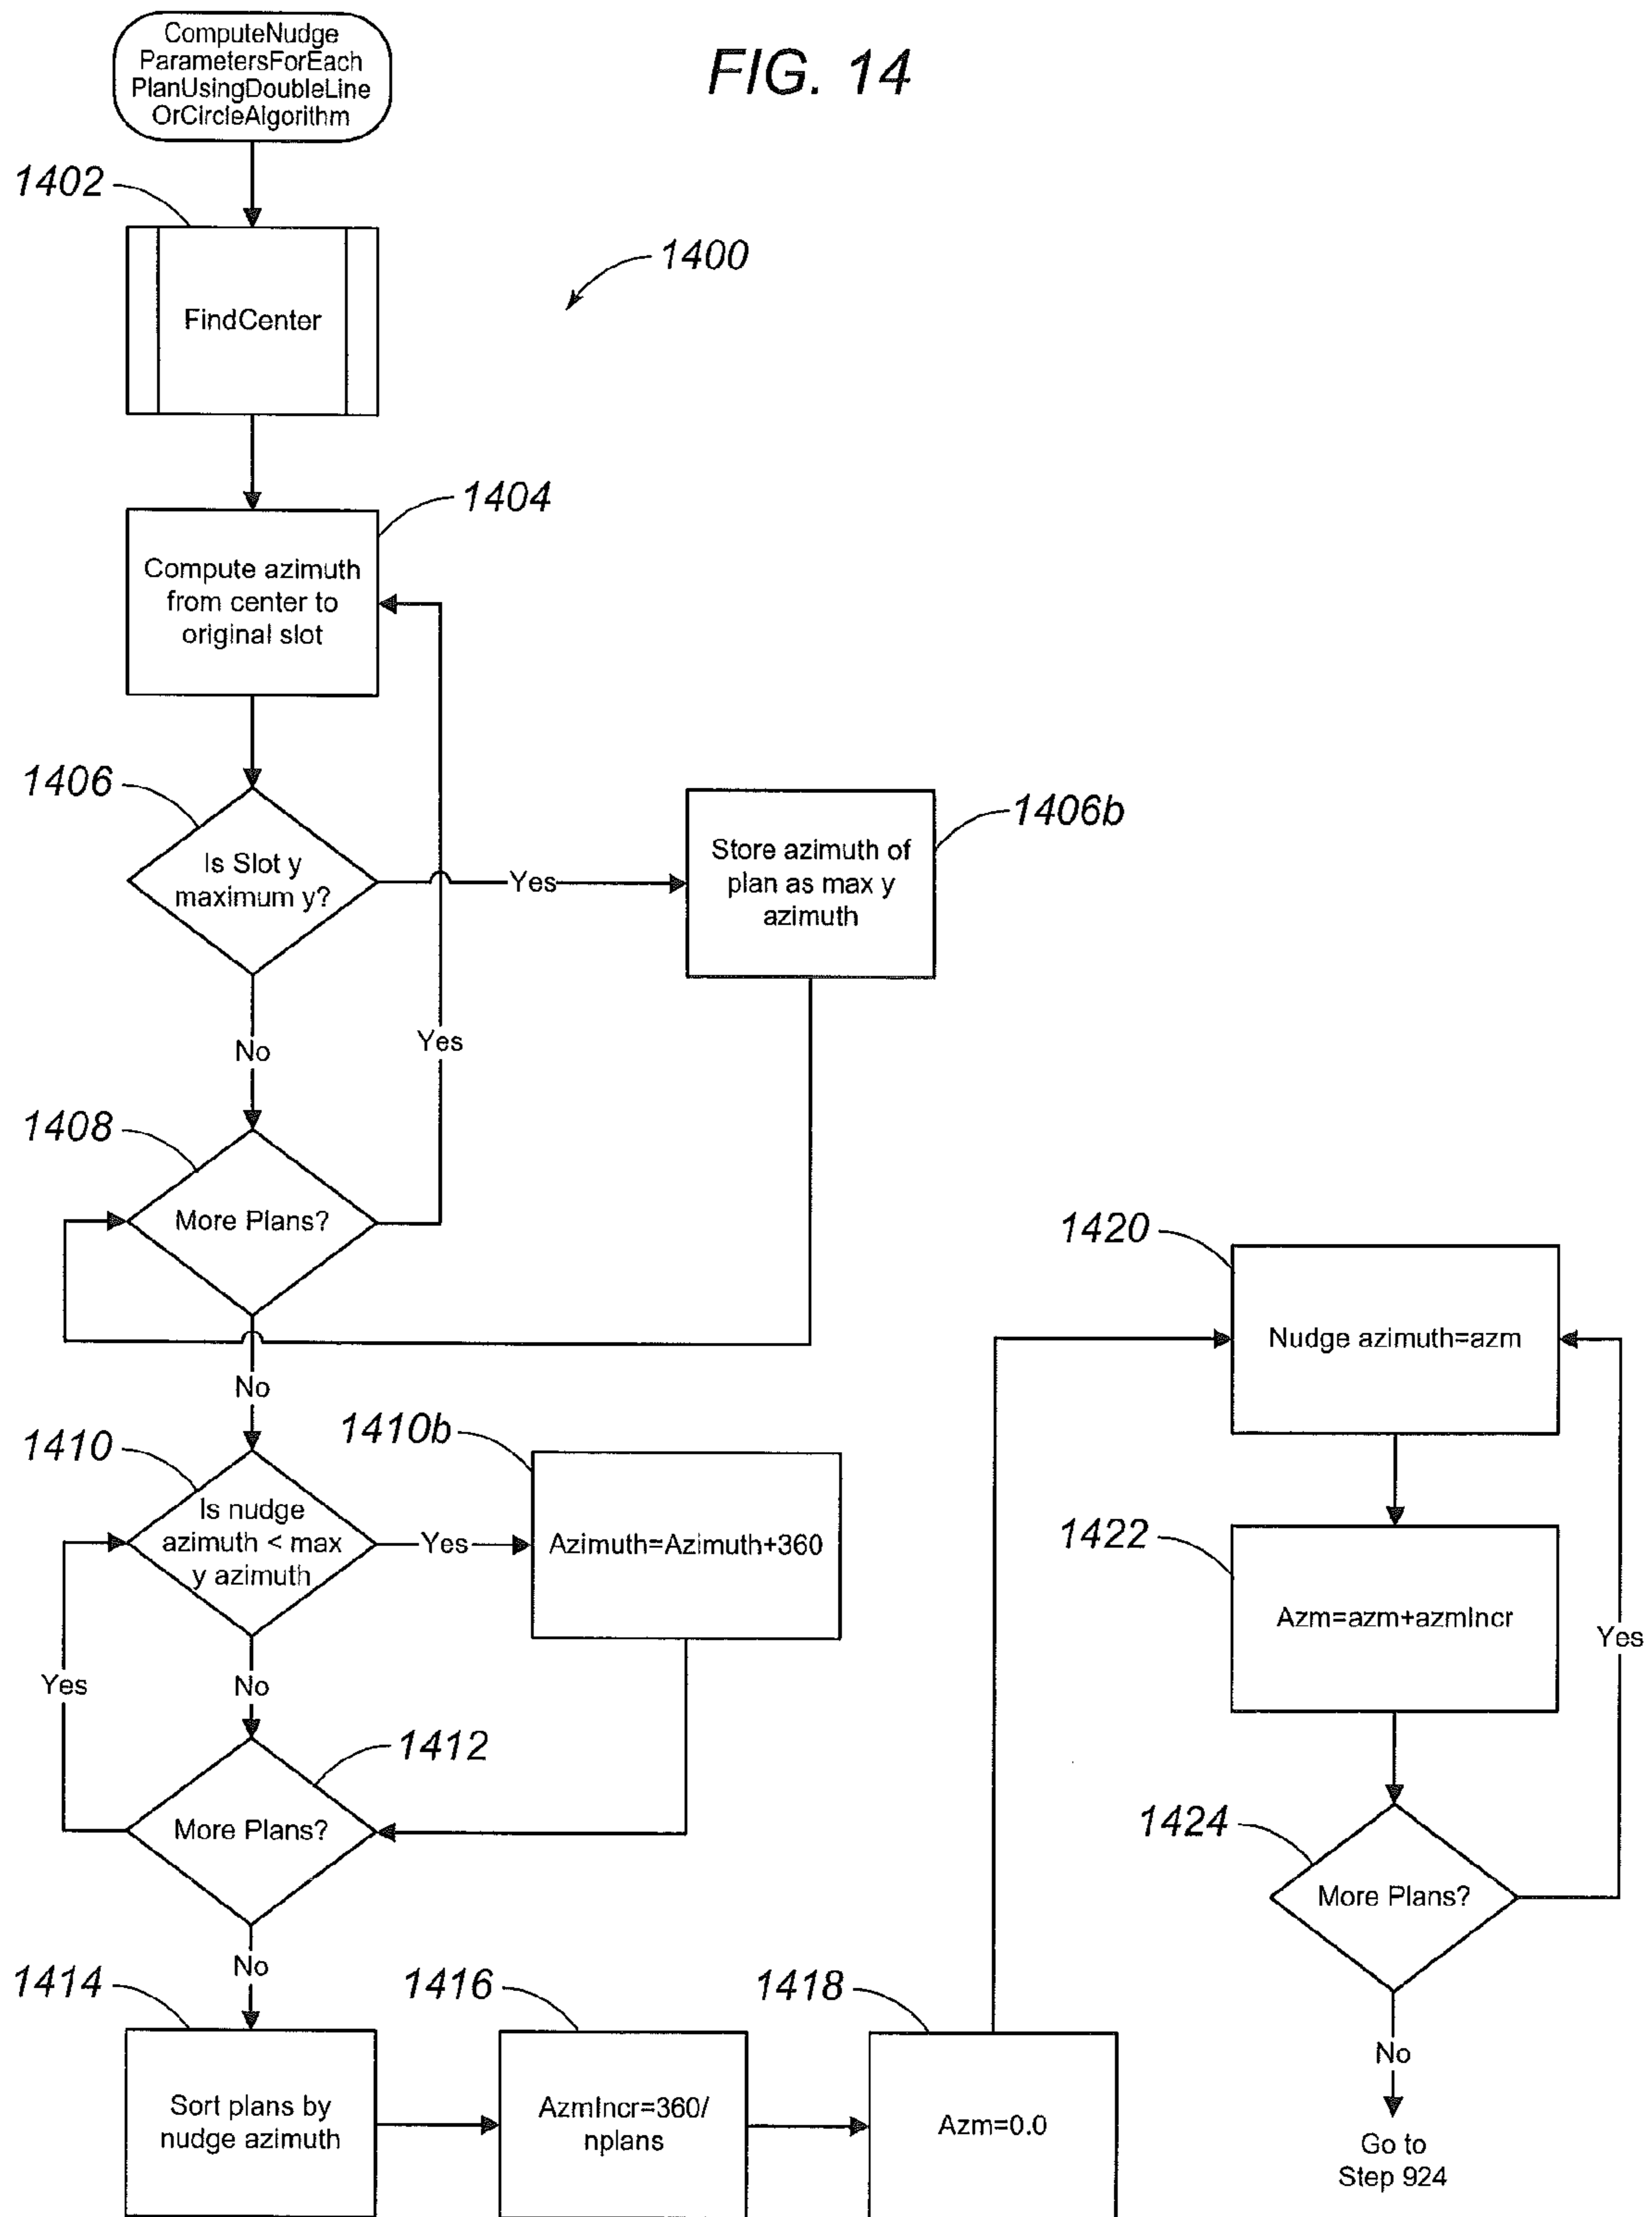 FIG. 14
ComputeNudge
ParametersForEach
PlanUsingDoubleLine
OrCircleAlgorithm
1402
FindCenter
1400
1404
Compute azimuth
from center to
original slot
1406
Is Slot y
maximum y?
Yes
1406b
Store azimuth of
plan as max y
azimuth
No
Yes
1408
More Plans?
No
1410
Is nudge
azimuth < max
y azimuth
Yes
1410b
Azimuth=Azimuth+360
Yes
No
1412
More Plans?
No
1414
Sort plans by
nudge azimuth
1416
AzmIncr=360/
nplans
1418
Azm=0.0
1420
Nudge azimuth=azm
1422
Azm=azm+azmIncr
Yes
1424
More Plans?
No
Go to
Step 924